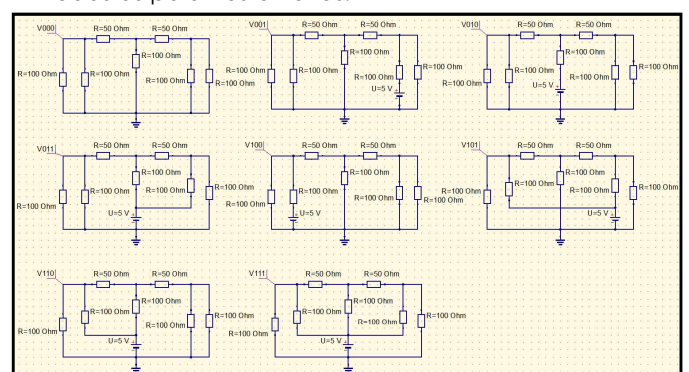 V000 R=50 Ohm R=50 Ohm
R=100 Ohm
R=100 Ohm R=100 Ohm
R=100 Ohm R=100 Ohm
V001 R=50 Ohm R=50 Ohm
R=100 Ohm
R=100 Ohm R=100 Ohm R=100 Ohm R=100 Ohm
U=5 V
V010 R=50 Ohm R=50 Ohm
R=100 Ohm
R=100 Ohm R=100 Ohm
R=100 Ohm R=100 Ohm
U=5 V
V011 R=50 Ohm R=50 Ohm
R=100 Ohm
R=100 Ohm R=100 Ohm
R=100 Ohm R=100 Ohm
U=5 V
V100 R=50 Ohm R=50 Ohm
R=100 Ohm
R=100 Ohm R=100 Ohm
R=100 Ohm R=100 Ohm
U=5 V
V101 R=50 Ohm R=50 Ohm
R=100 Ohm
R=100 Ohm R=100 Ohm
R=100 Ohm R=100 Ohm
U=5 V
V110 R=50 Ohm R=50 Ohm
R=100 Ohm
R=100 Ohm R=100 Ohm
R=100 Ohm R=100 Ohm
U=5 V
V111 R=50 Ohm R=50 Ohm
R=100 Ohm
R=100 Ohm R=100 Ohm
R=100 Ohm R=100 Ohm
U=5 V